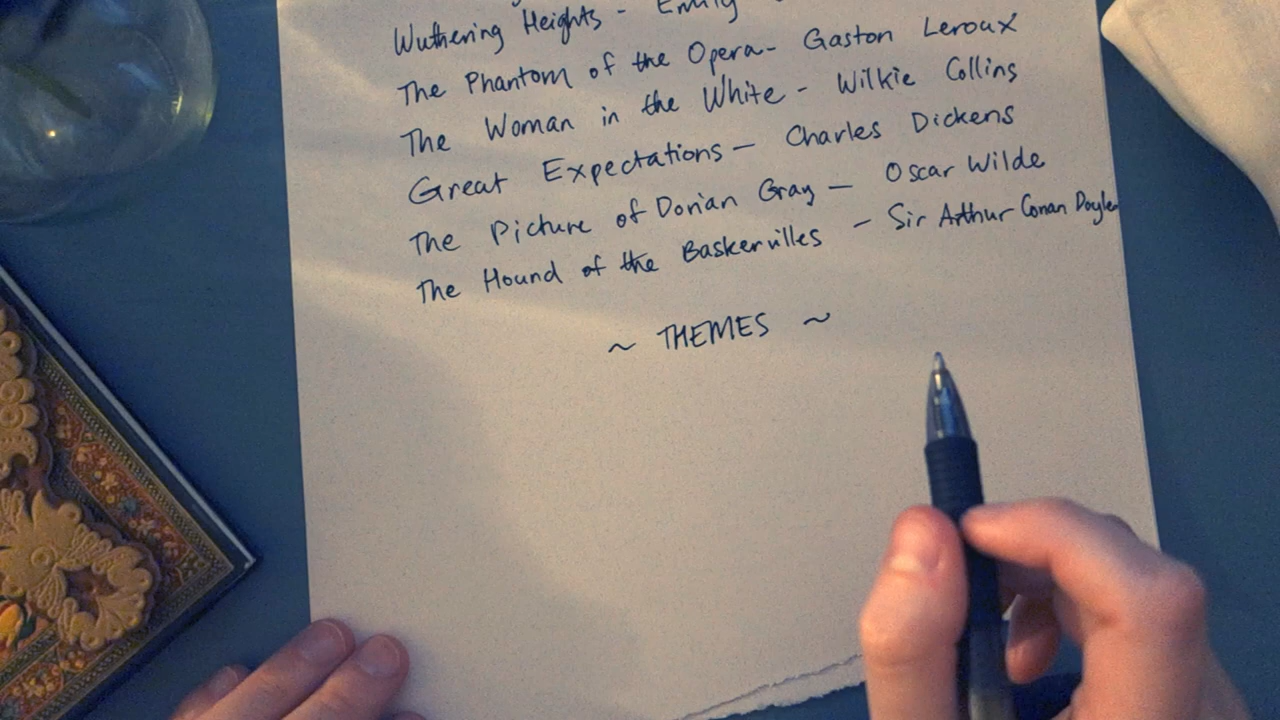 Wuthering Heights - Emily
The Phantom of the Opera - Gaston Leroux
The Woman in the White - Wilkie Collins
Great Expectations - Charles Dickens
The Picture of Dorian Gray - Oscar Wilde
The Hound of the Baskervilles - Sir Arthur Conan Doyle
~ THEMES ~